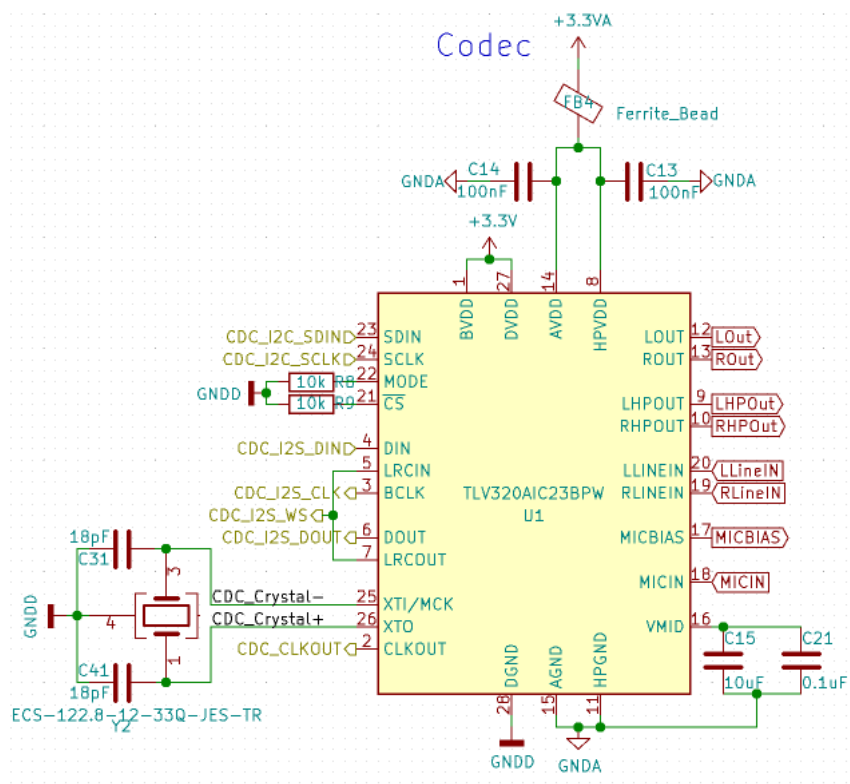 +3.3VA
Codec
FB4
Ferrite_Bead
C14
100nF
GNDA
C13
100nF
GNDA
+3.3V
1
27
14
8
BVDD
DVDD
AVDD
HPVDD
CDC_I2C_SDIN
23
SDIN
CDC_I2C_SCLK
24
SCLK
GNDD
10k
R8
22
MODE
10k
R9
21
CS
CDC_I2S_DIN
4
DIN
5
LRCIN
CDC_I2S_CLK
3
BCLK
CDC_I2S_WS
CDC_I2S_DOUT
6
DOUT
7
LRCOUT
TLV320AIC23BPW
U1
LOUT
12
LOut
ROUT
13
ROut
LHPOUT
9
LHPOut
RHPOUT
10
RHPOut
LLINEIN
20
LLineIN
RLINEIN
19
RLineIN
MICBIAS
17
MICBIAS
MICIN
18
MICIN
VMID
16
C15
10uF
C21
0.1uF
18pF
C31
3
CDC_Crystal-
25
XTI/MCK
GNDD
4
CDC_Crystal+
26
XTO
CDC_CLKOUT
2
CLKOUT
1
C41
18pF
ECS-122.8-12-33Q-JES-TR
Y2
DGND
AGND
HPGND
28
15
11
GNDD
GNDA